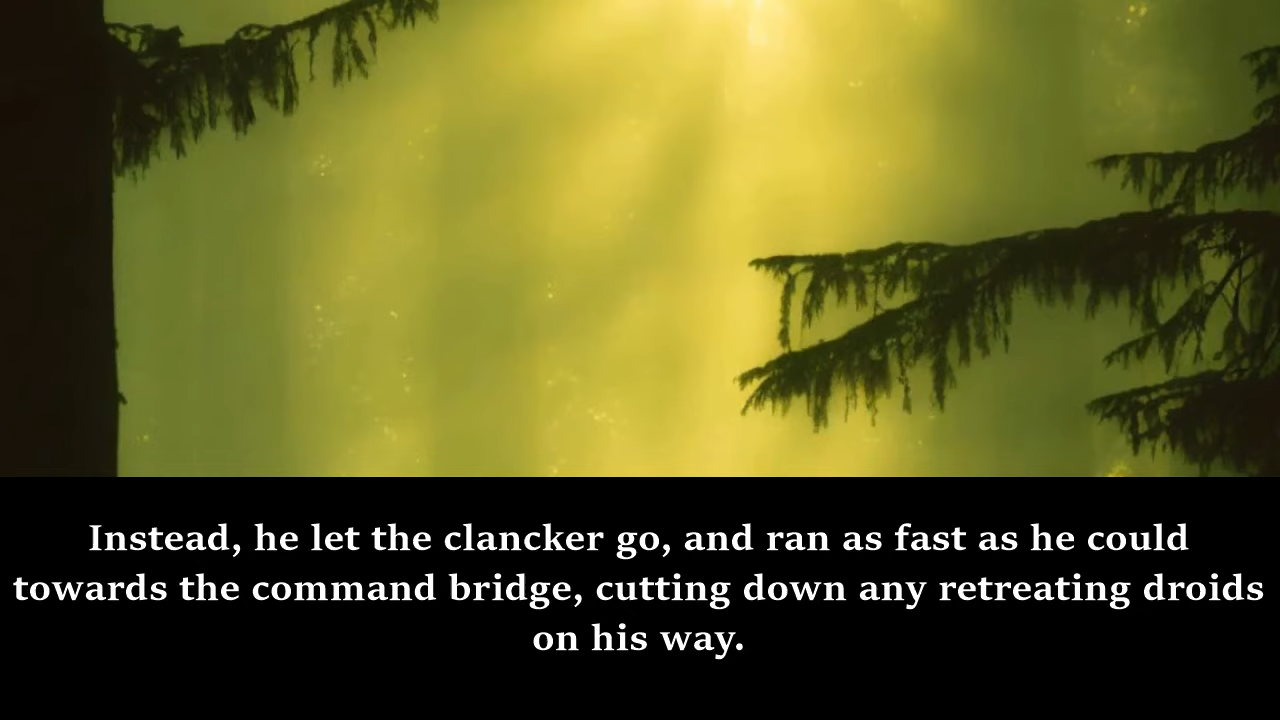 Instead, he let the clancker go, and ran as fast as he could
towards the command bridge, cutting down any retreating droids
on his way.